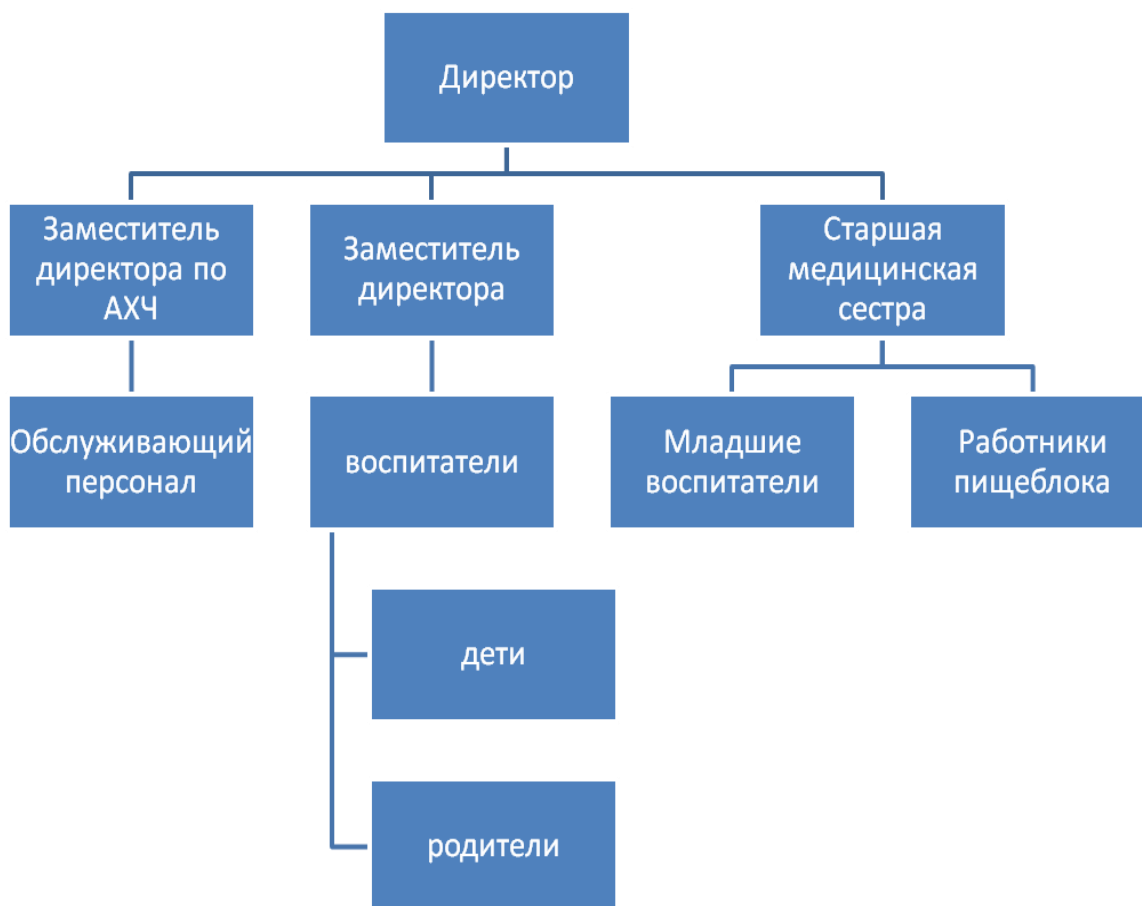 Директор
Заместитель
директора по
АХЧ
Заместитель
директора
Старшая
медицинская
сестра
Обслуживающий
персонал
воспитатели
Младшие
воспитатели
Работники
пищеблока
дети
родители